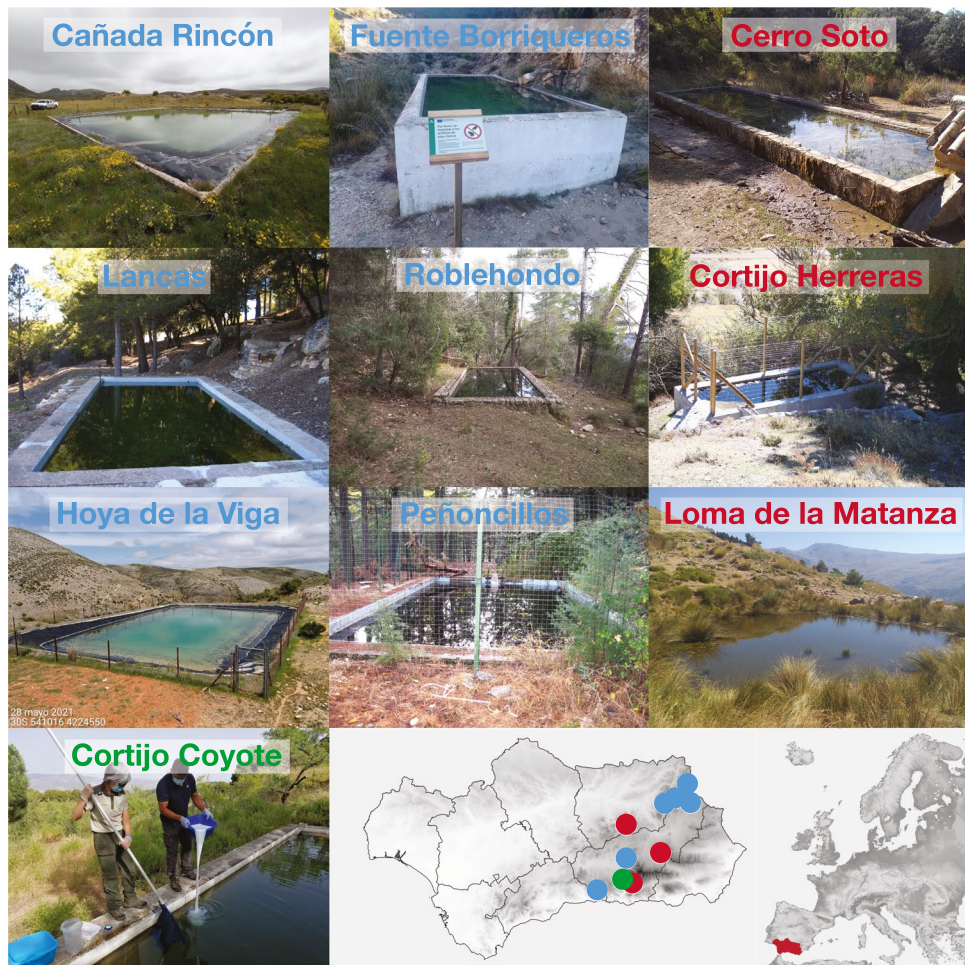 Cañada Rincón
Fuente Borriqueros
Cerro Soto
Lancas
Roblehondo
Cortijo Herreras
Hoya de la Viga
Peñoncillos
Loma de la Matanza
28 mayo 2021
30S 541016 4224550
Cortijo Coyote